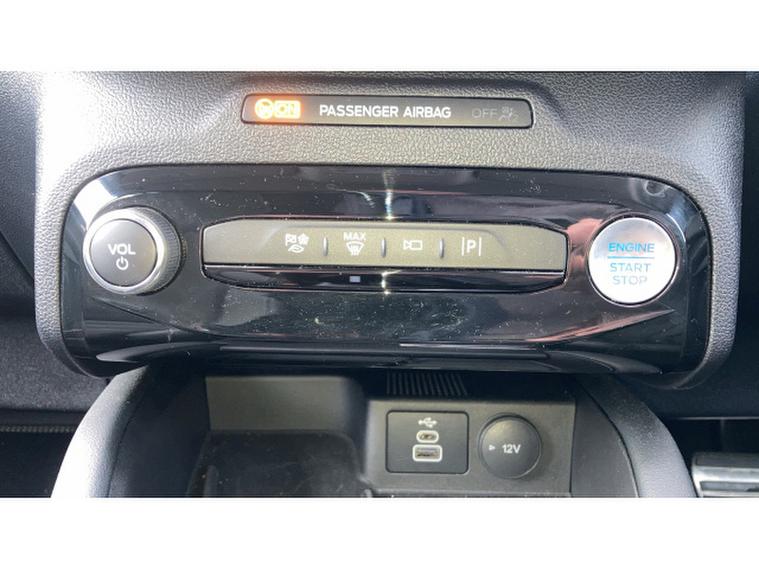 ON PASSENGER AIRBAG OFF
VOL
MAX
P
ENGINE
START
STOP
12V